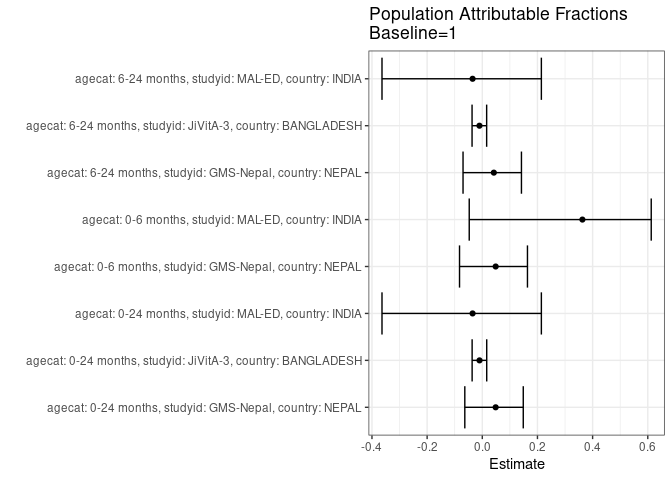 Population Attributable Fractions
Baseline=1
agecat: 6-24 months, studyid: MAL-ED, country: INDIA
agecat: 6-24 months, studyid: JiVitA-3, country: BANGLADESH
agecat: 6-24 months, studyid: GMS-Nepal, country: NEPAL
agecat: 0-6 months, studyid: MAL-ED, country: INDIA
agecat: 0-6 months, studyid: GMS-Nepal, country: NEPAL
agecat: 0-24 months, studyid: MAL-ED, country: INDIA
agecat: 0-24 months, studyid: JiVitA-3, country: BANGLADESH
agecat: 0-24 months, studyid: GMS-Nepal, country: NEPAL
-0.4 -0.2 0.0 0.2 0.4 0.6
Estimate